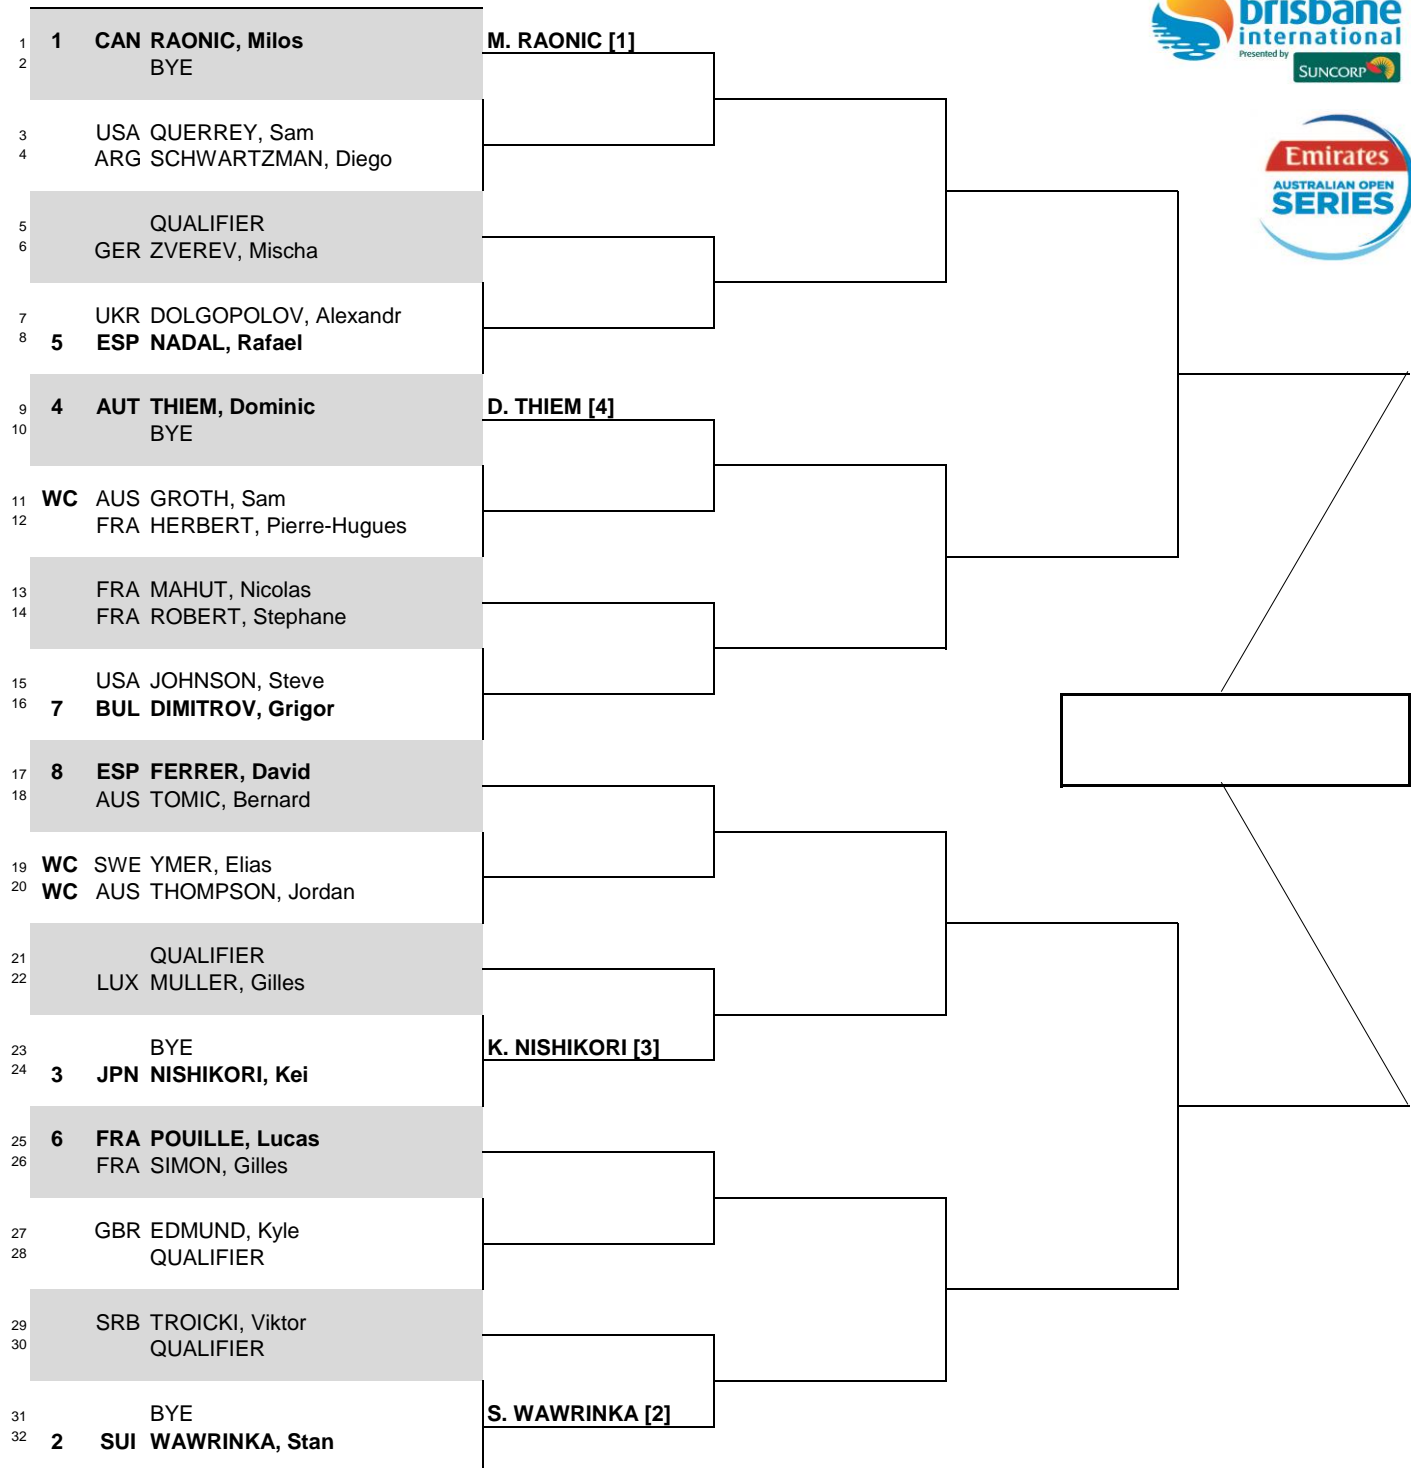 brisbane
international
Presented by
SUNCORP
Emirates
AUSTRALIAN OPEN
SERIES
1 1 CAN RAONIC, Milos M. RAONIC [1]
2 BYE
3 USA QUERREY, Sam
4 ARG SCHWARTZMAN, Diego
5 QUALIFIER
6 GER ZVEREV, Mischa
7 UKR DOLGOPOLOV, Alexandr
8 5 ESP NADAL, Rafael
9 4 AUT THIEM, Dominic D. THIEM [4]
10 BYE
11 WC AUS GROTH, Sam
12 FRA HERBERT, Pierre-Hugues
13 FRA MAHUT, Nicolas
14 FRA ROBERT, Stephane
15 USA JOHNSON, Steve
16 7 BUL DIMITROV, Grigor
17 8 ESP FERRER, David
18 AUS TOMIC, Bernard
19 WC SWE YMER, Elias
20 WC AUS THOMPSON, Jordan
21 QUALIFIER
22 LUX MULLER, Gilles
23 BYE K. NISHIKORI [3]
24 3 JPN NISHIKORI, Kei
25 6 FRA POUILLE, Lucas
26 FRA SIMON, Gilles
27 GBR EDMUND, Kyle
28 QUALIFIER
29 SRB TROICKI, Viktor
30 QUALIFIER
31 BYE S. WAWRINKA [2]
32 2 SUI WAWRINKA, Stan